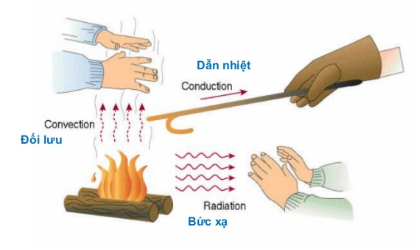 Dẫn nhiệt
Conduction
Convection
Đối lưu
Radiation
Bức xạ